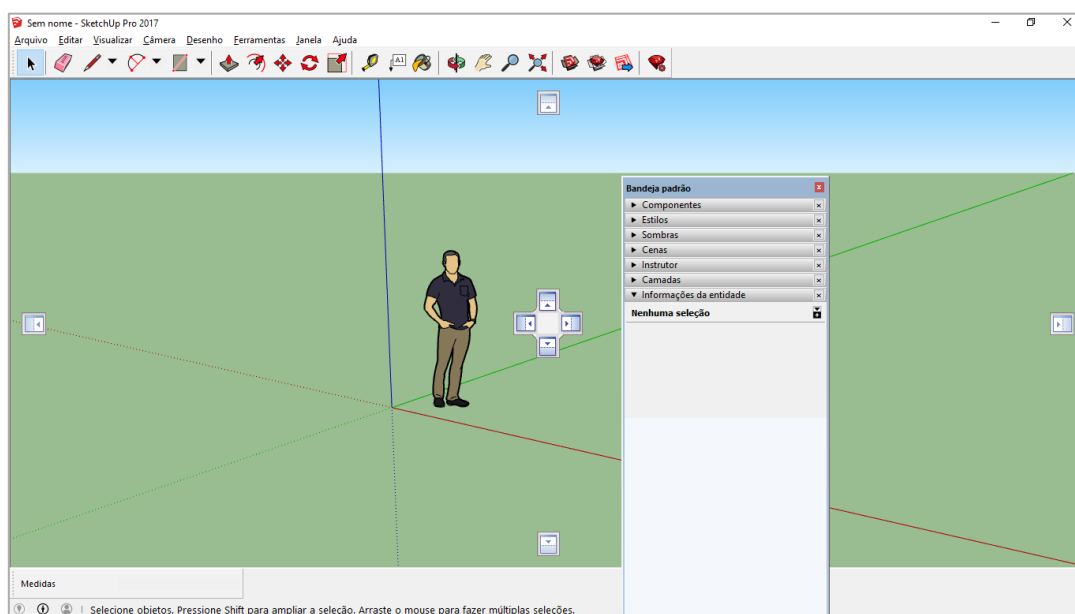 Sem nome - SketchUp Pro 2017
Arquivo Editar Visualizar Câmera Desenho Ferramentas Janela Ajuda
A1
Bandeja padrão
Componentes
Estilos
Sombras
Cenas
Instrutor
Camadas
Informações da entidade
Nenhuma seleção
Medidas
Selecione objetos. Pressione Shift para ampliar a seleção. Arraste o mouse para fazer múltiplas seleções.